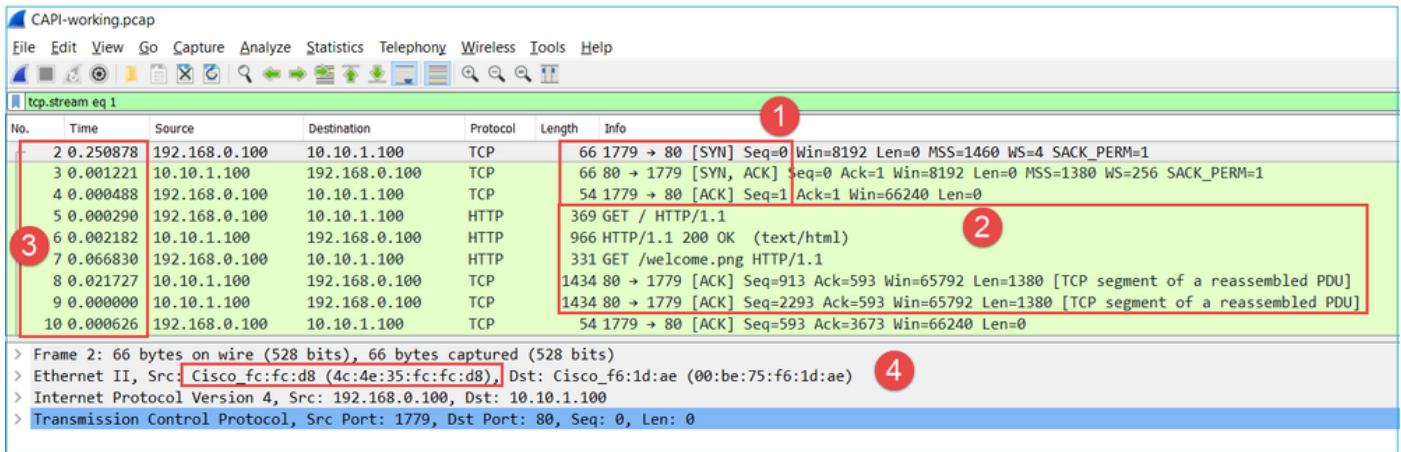 CAPI-working.pcap
File Edit View Go Capture Analyze Statistics Telephony Wireless Tools Help
tcp.stream eq 1
1
No. Time Source Destination Protocol Length Info
2 0.250878 192.168.0.100 10.10.1.100 TCP 66 1779 → 80 [SYN] Seq=0 Win=8192 Len=0 MSS=1460 WS=4 SACK_PERM=1
3 0.001221 10.10.1.100 192.168.0.100 TCP 66 80 → 1779 [SYN, ACK] Seq=0 Ack=1 Win=8192 Len=0 MSS=1380 WS=256 SACK_PERM=1
4 0.000488 192.168.0.100 10.10.1.100 TCP 54 1779 → 80 [ACK] Seq=1 Ack=1 Win=66240 Len=0
5 0.000290 192.168.0.100 10.10.1.100 HTTP 369 GET / HTTP/1.1
2
3
6 0.002182 10.10.1.100 192.168.0.100 HTTP 966 HTTP/1.1 200 OK (text/html)
7 0.066830 192.168.0.100 10.10.1.100 HTTP 331 GET /welcome.png HTTP/1.1
8 0.021727 10.10.1.100 192.168.0.100 TCP 1434 80 → 1779 [ACK] Seq=913 Ack=593 Win=65792 Len=1380 [TCP segment of a reassembled PDU]
9 0.000000 10.10.1.100 192.168.0.100 TCP 1434 80 → 1779 [ACK] Seq=2293 Ack=593 Win=65792 Len=1380 [TCP segment of a reassembled PDU]
10 0.000626 192.168.0.100 10.10.1.100 TCP 54 1779 → 80 [ACK] Seq=593 Ack=3673 Win=66240 Len=0
> Frame 2: 66 bytes on wire (528 bits), 66 bytes captured (528 bits)
> Ethernet II, Src: Cisco_fc:fc:d8 (4c:4e:35:fc:fc:d8), Dst: Cisco_f6:1d:ae (00:be:75:f6:1d:ae)
4
> Internet Protocol Version 4, Src: 192.168.0.100, Dst: 10.10.1.100
> Transmission Control Protocol, Src Port: 1779, Dst Port: 80, Seq: 0, Len: 0